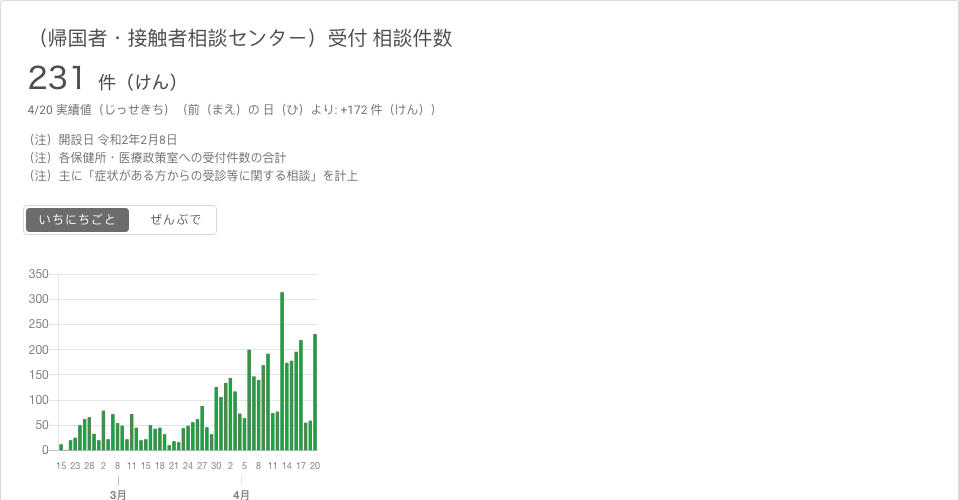 （帰国者・接触者相談センター）受付 相談件数
231 件（けん）
4/20 実績値（じっせきち）（前（まえ）の 日（ひ）より: +172 件（けん））
（注）開設日 令和2年2月8日
（注）各保健所・医療政策室への受付件数の合計
（注）主に「症状がある方からの受診等に関する相談」を計上
いちにちごと ぜんぶで
350
300
250
200
150
100
50
0
15 23 28 2 8 11 15 18 21 24 27 30 2 5 8 11 14 17 20
3月 4月